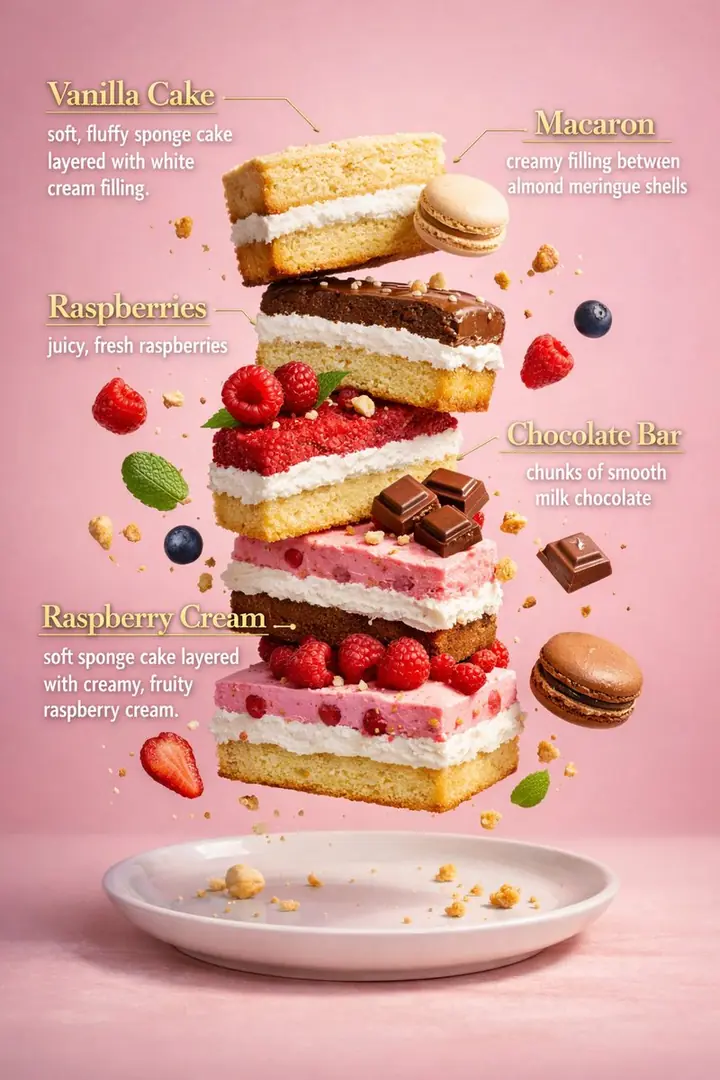 Vanilla Cake
soft, fluffy sponge cake
layered with white
cream filling.
Macaron
creamy filling betwen
almond meringue shells
Raspberries
juicy, fresh raspberries
Chocolate Bar
chunks of smooth
milk chocolate
Raspberry Cream
soft sponge cake layered
with creamy, fruity
raspberry cream.